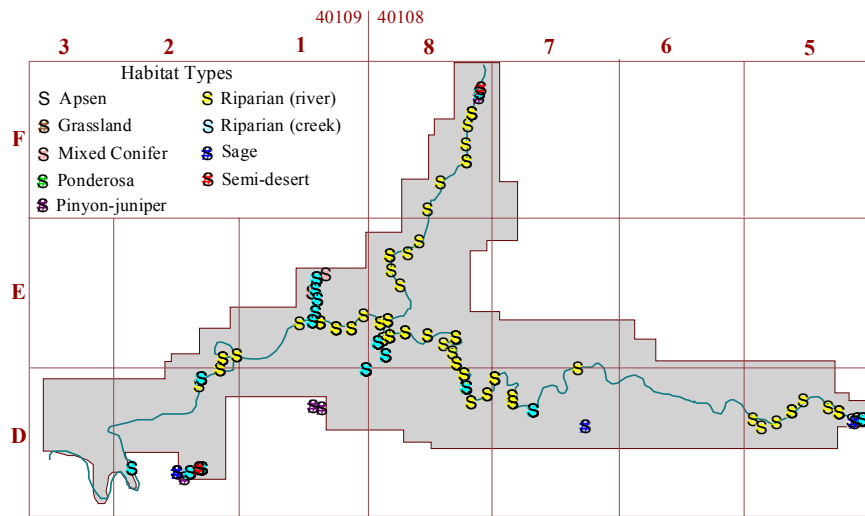 40109 40108
3 2 1 8 7 6 5
Habitat Types
S Apsen S Riparian (river)
S Grassland S Riparian (creek)
S Mixed Conifer S Sage
S Ponderosa S Semi-desert
S Pinyon-juniper
F
E
D